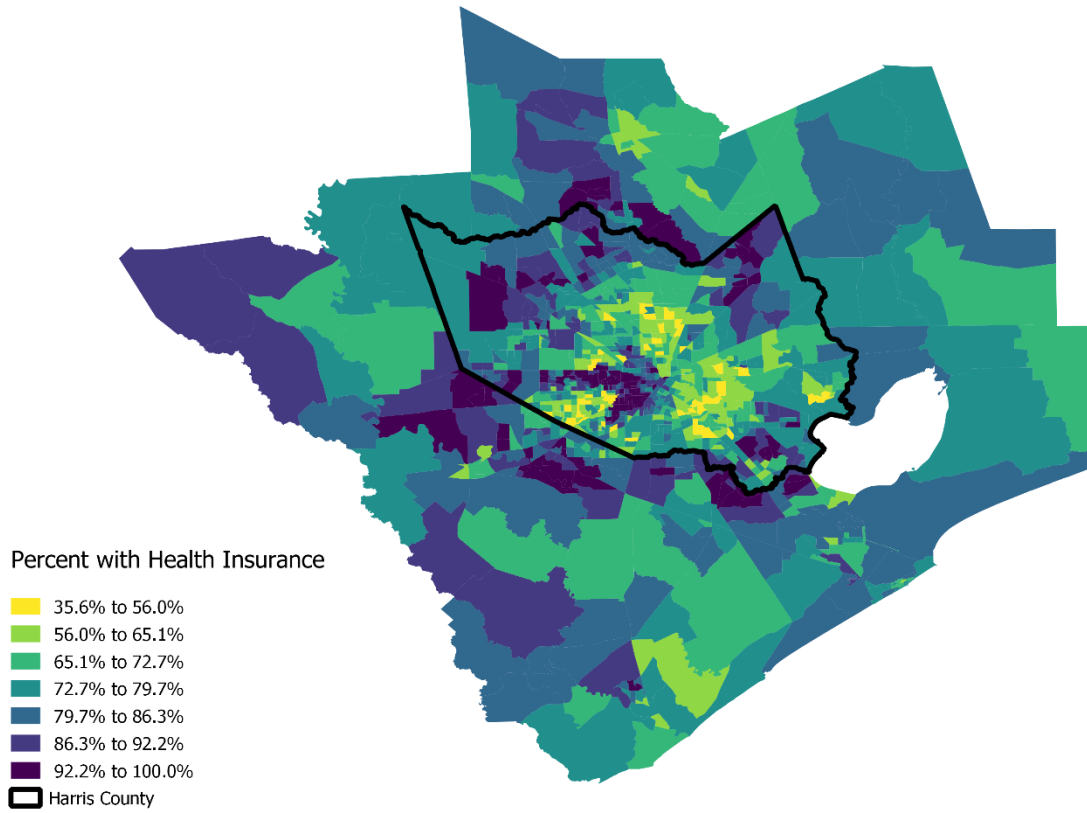 Percent with Health Insurance
35.6% to 56.0%
56.0% to 65.1%
65.1% to 72.7%
72.7% to 79.7%
79.7% to 86.3%
86.3% to 92.2%
92.2% to 100.0%
Harris County